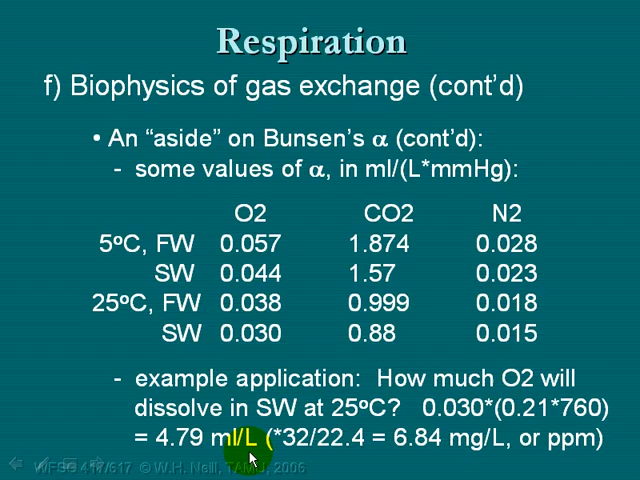 Respiration
f) Biophysics of gas exchange (cont’d)
• An “aside” on Bunsen’s α (cont’d):
- some values of α, in ml/(L*mmHg):
O2 CO2 N2
5ºC, FW 0.057 1.874 0.028
SW 0.044 1.57 0.023
25ºC, FW 0.038 0.999 0.018
SW 0.030 0.88 0.015
- example application: How much O2 will
dissolve in SW at 25ºC? 0.030*(0.21*760)
= 4.79 ml/L (*32/22.4 = 6.84 mg/L, or ppm)
WFSC 417/617 © W.H. Neill, TAMU, 2006